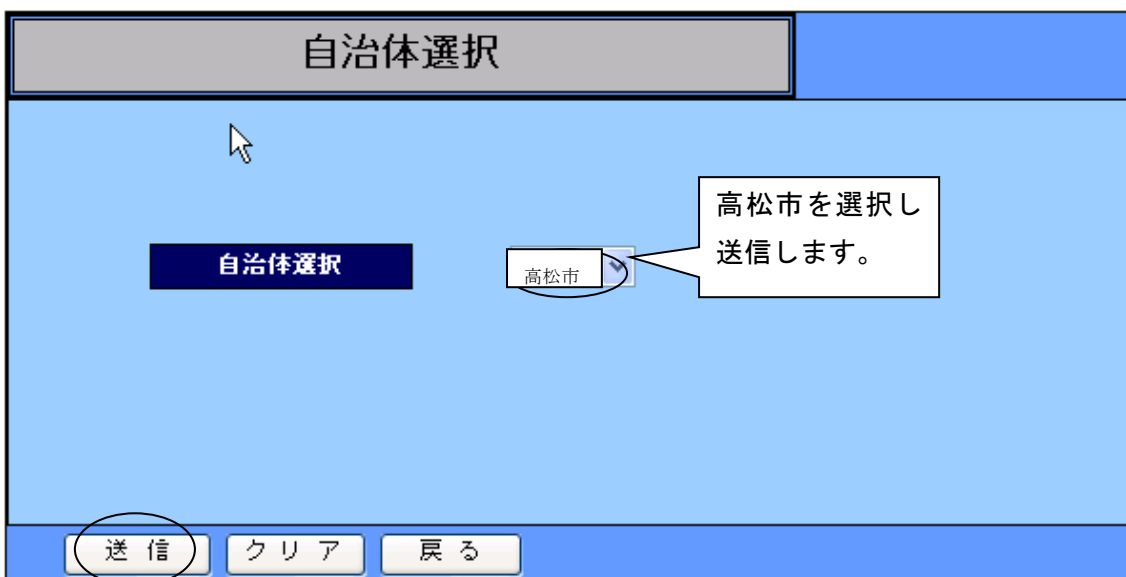 自治体選択
高松市を選択し
送信します。
自治体選択
高松市
送 信
ク リ ア
戻 る